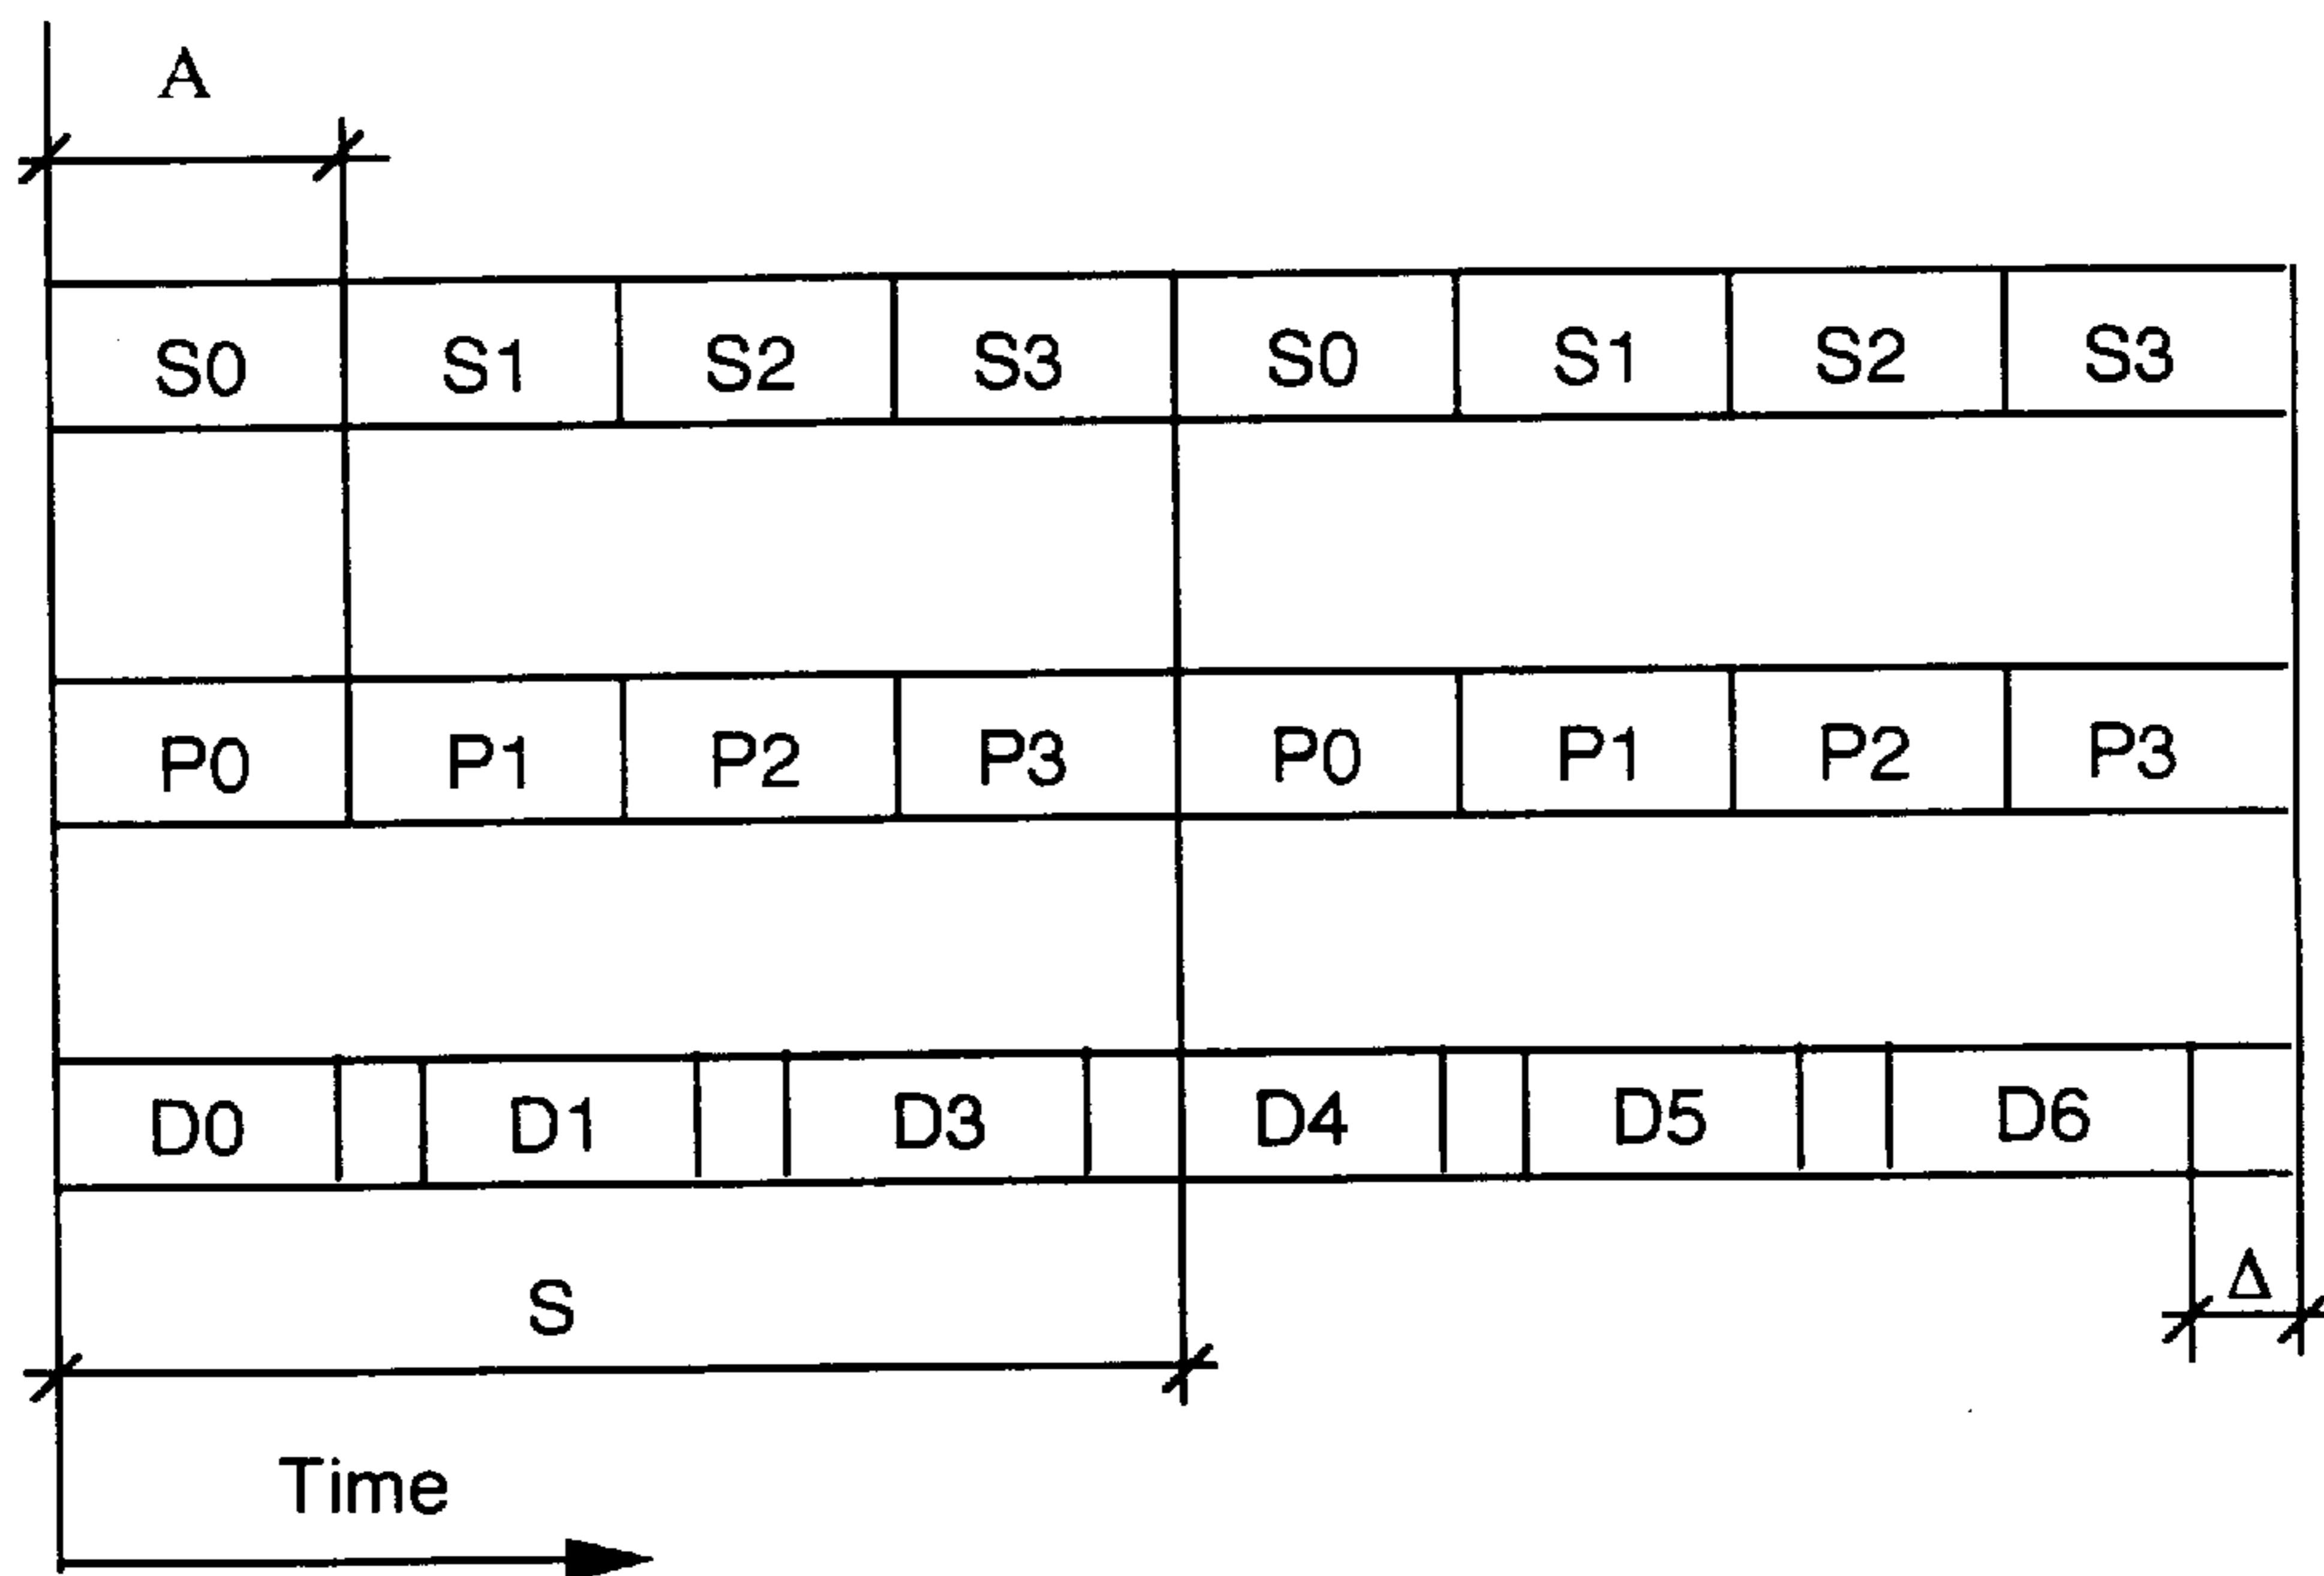 A
S0 S1 S2 S3 S0 S1 S2 S3
P0 P1 P2 P3 P0 P1 P2 P3
D0 D1 D3 D4 D5 D6
Δ
S
Time